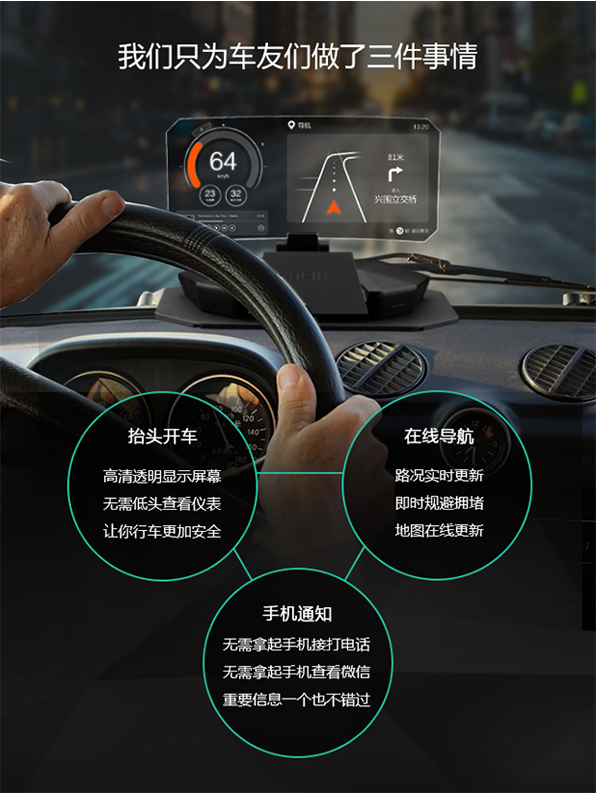 我们只为车友们做了三件事情
导航
13:20
64
km/h
23
32
81米
进入
兴围立交桥
抬头开车
高清透明显示屏幕
无需低头查看仪表
让你行车更加安全
在线导航
路况实时更新
即时规避拥堵
地图在线更新
手机通知
无需拿起手机接打电话
无需拿起手机查看微信
重要信息一个也不错过